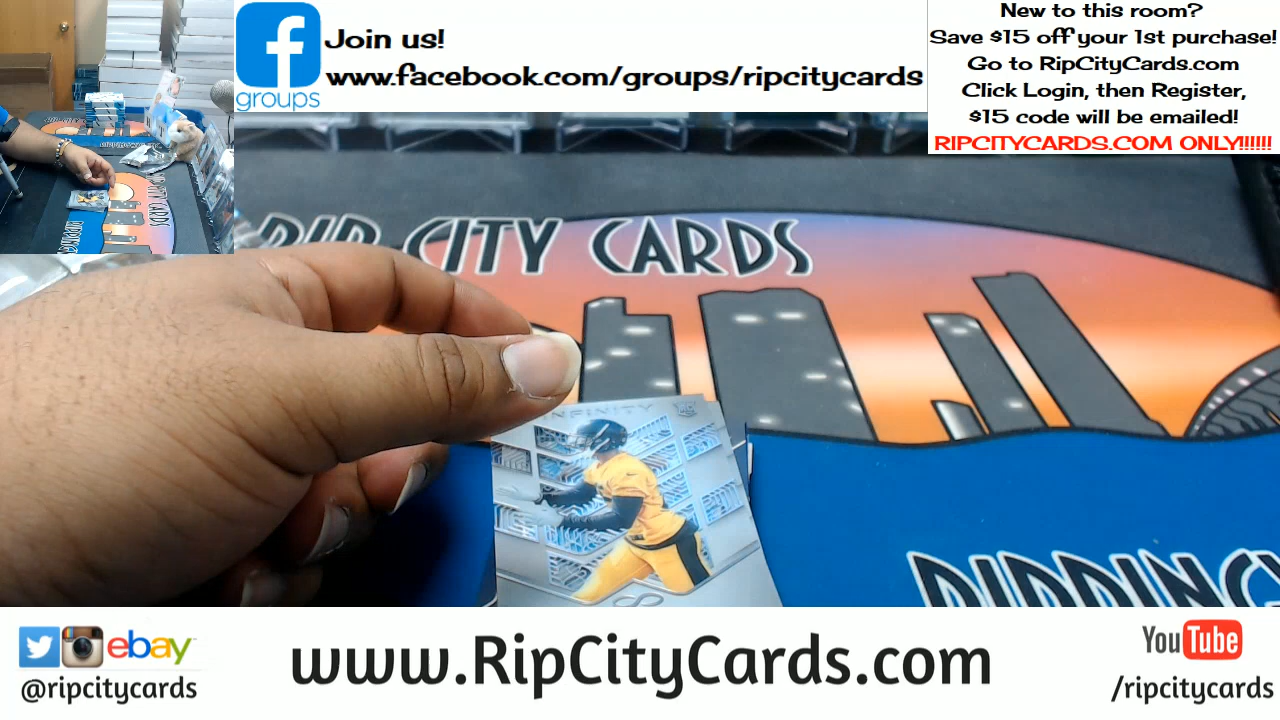 Join us!
www.facebook.com/groups/ripcitycards
groups
New to this room?
Save $15 off your 1st purchase!
Go to RipCityCards.com
Click Login, then Register,
$15 code will be emailed!
RIPCITYCARDS.COM ONLY!!!!!!
RIP CITY CARDS
INFINITY
RC
ebay
@ripcitycards
www.RipCityCards.com
YouTube
/ripcitycards